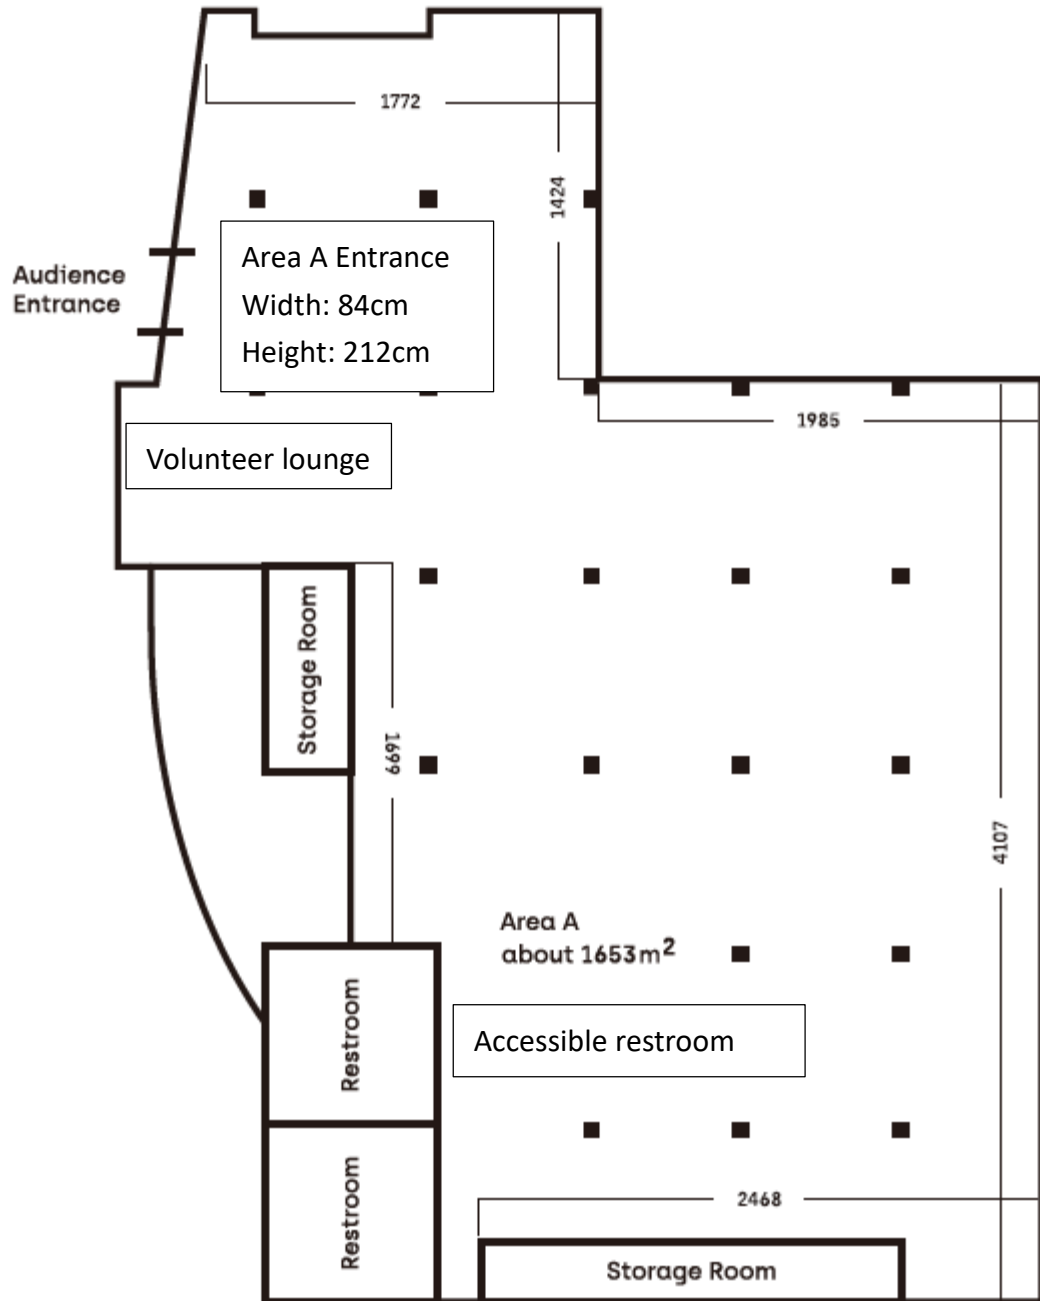 1772
1424
Audience
Entrance
Area A Entrance
Width: 84cm
Height: 212cm
1985
Volunteer lounge
Storage Room
1699
4107
Area A
about 1653m²
Restroom
Accessible restroom
Restroom
2468
Storage Room